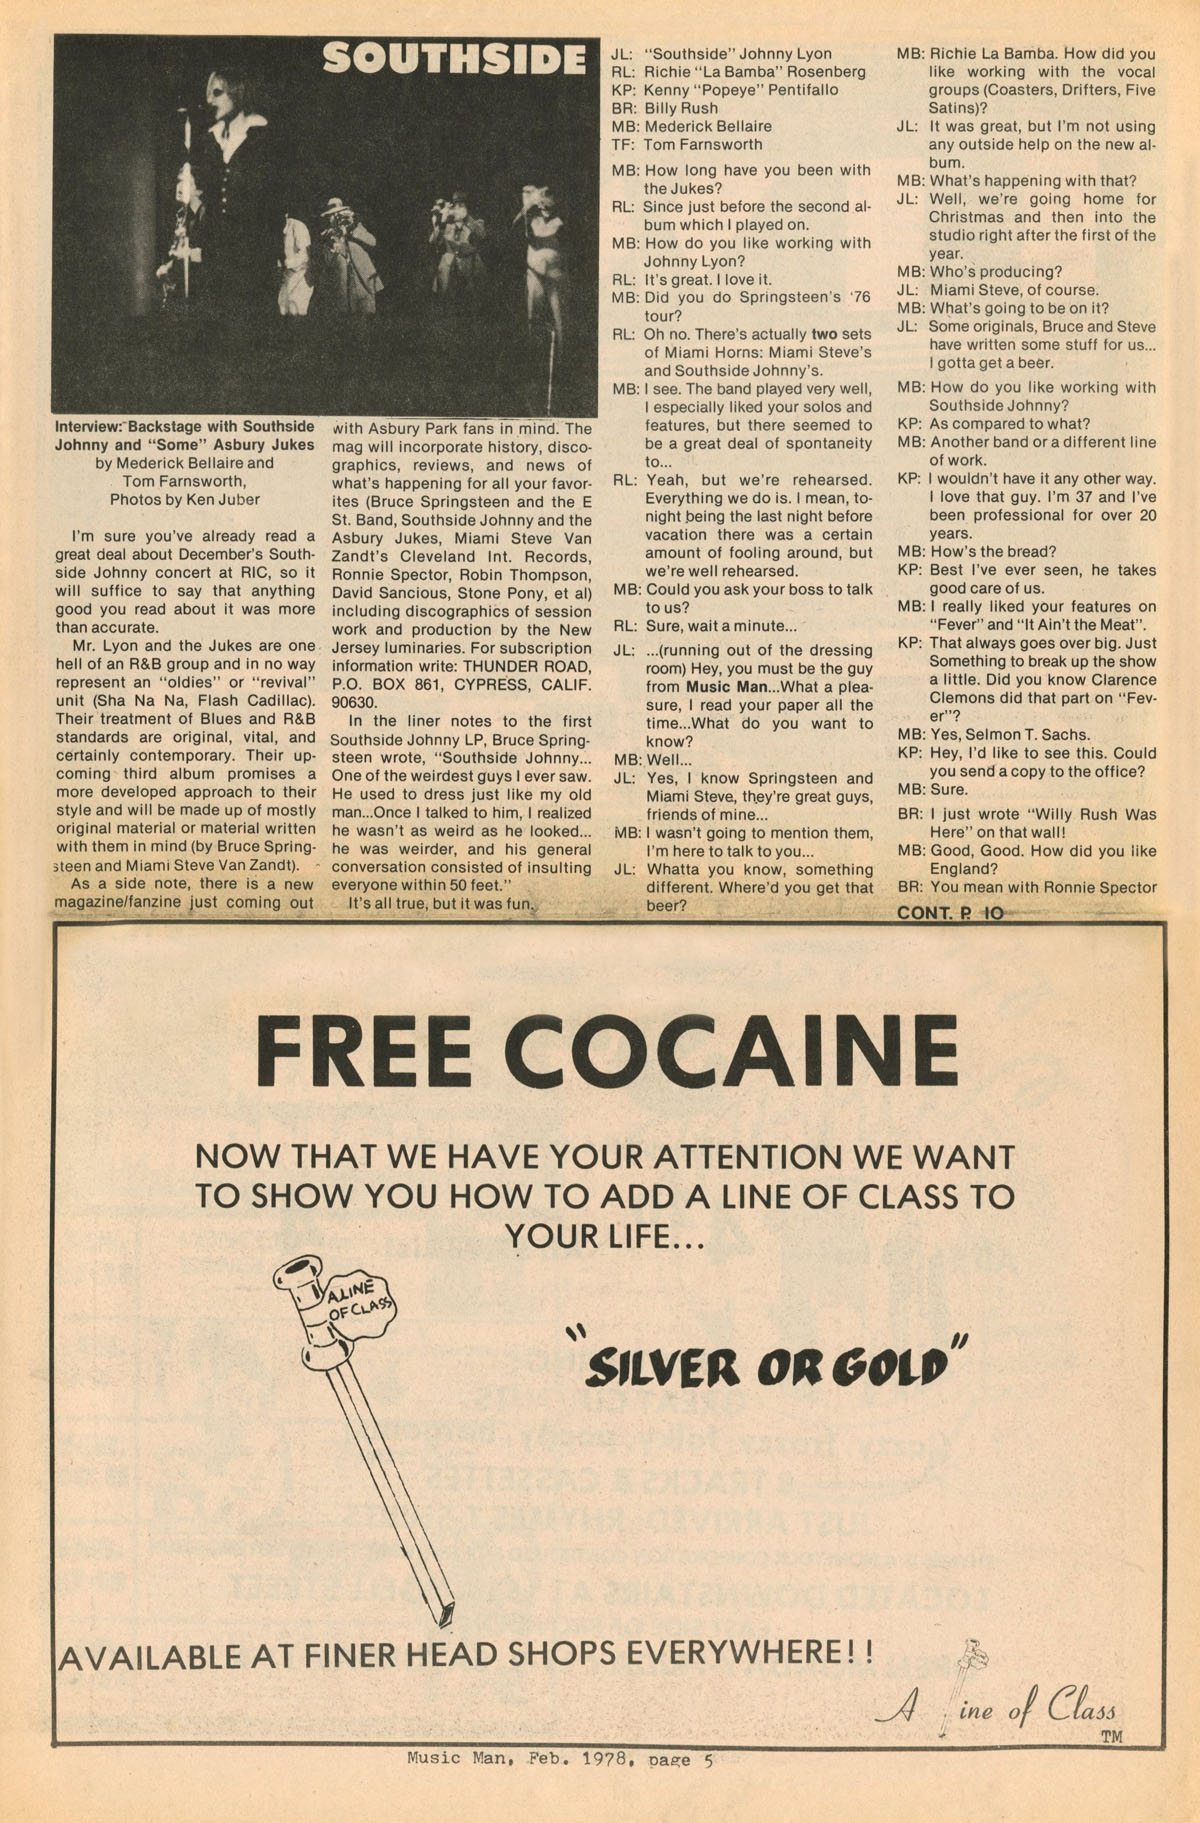 SOUTHSIDE
Interview: Backstage with Southside
Johnny and "Some" Asbury Jukes
by Mederick Bellaire and
Tom Farnsworth,
Photos by Ken Juber
I'm sure you've already read a
great deal about December's South-
side Johnny concert at RIC, so it
will suffice to say that anything
good you read about it was more
than accurate.
Mr. Lyon and the Jukes are one
hell of an R&B group and in no way
represent an "oldies" or "revival"
unit (Sha Na Na, Flash Cadillac).
Their treatment of Blues and R&B
standards are original, vital, and
certainly contemporary. Their up-
coming third album promises a
more developed approach to their
style and will be made up of mostly
original material or material written
with them in mind (by Bruce Spring-
steen and Miami Steve Van Zandt).
As a side note, there is a new
magazine/fanzine just coming out
with Asbury Park fans in mind. The
mag will incorporate history, disco-
graphics, reviews, and news of
what's happening for all your favor-
ites (Bruce Springsteen and the E
St. Band, Southside Johnny and the
Asbury Jukes, Miami Steve Van
Zandt's Cleveland Int. Records,
Ronnie Spector, Robin Thompson,
David Sancious, Stone Pony, et al)
including discographics of session
work and production by the New
Jersey luminaries. For subscription
information write: THUNDER ROAD,
P.O. BOX 861, CYPRESS, CALIF.
90630.
In the liner notes to the first
Southside Johnny LP, Bruce Spring-
steen wrote, "Southside Johnny...
One of the weirdest guys I ever saw.
He used to dress just like my old
man...Once I talked to him, I realized
he wasn't as weird as he looked...
he was weirder, and his general
conversation consisted of insulting
everyone within 50 feet."
It's all true, but it was fun.
JL: "Southside" Johnny Lyon
RL: Richie "La Bamba" Rosenberg
KP: Kenny "Popeye" Pentifallo
BR: Billy Rush
MB: Mederick Bellaire
TF: Tom Farnsworth
MB: How long have you been with
the Jukes?
RL: Since just before the second al-
bum which I played on.
MB: How do you like working with
Johnny Lyon?
RL: It's great. I love it.
MB: Did you do Springsteen's '76
tour?
RL: Oh no. There's actually two sets
of Miami Horns: Miami Steve's
and Southside Johnny's.
MB: I see. The band played very well,
I especially liked your solos and
features, but there seemed to
be a great deal of spontaneity
to...
RL: Yeah, but we're rehearsed.
Everything we do is. I mean, to-
night being the last night before
vacation there was a certain
amount of fooling around, but
we're well rehearsed.
MB: Could you ask your boss to talk
to us?
RL: Sure, wait a minute...
JL: ...(running out of the dressing
room) Hey, you must be the guy
from Music Man...What a plea-
sure, I read your paper all the
time...What do you want to
know?
MB: Well...
JL: Yes, I know Springsteen and
Miami Steve, they're great guys,
friends of mine...
MB: I wasn't going to mention them,
I'm here to talk to you...
JL: Whatta you know, something
different. Where'd you get that
beer?
MB: Richie La Bamba. How did you
like working with the vocal
groups (Coasters, Drifters, Five
Satins)?
JL: It was great, but I'm not using
any outside help on the new al-
bum.
MB: What's happening with that?
JL: Well, we're going home for
Christmas and then into the
studio right after the first of the
year.
MB: Who's producing?
JL: Miami Steve, of course.
MB: What's going to be on it?
JL: Some originals, Bruce and Steve
have written some stuff for us...
I gotta get a beer.
MB: How do you like working with
Southside Johnny?
KP: As compared to what?
MB: Another band or a different line
of work.
KP: I wouldn't have it any other way.
I love that guy. I'm 37 and I've
been professional for over 20
years.
MB: How's the bread?
KP: Best I've ever seen, he takes
good care of us.
MB: I really liked your features on
"Fever" and "It Ain't the Meat".
KP: That always goes over big. Just
Something to break up the show
a little. Did you know Clarence
Clemons did that part on "Fev-
er"?
MB: Yes, Selmon T. Sachs.
KP: Hey, I'd like to see this. Could
you send a copy to the office?
MB: Sure.
BR: I just wrote "Willy Rush Was
Here" on that wall!
MB: Good, Good. How did you like
England?
BR: You mean with Ronnie Spector
CONT. P. 10
FREE COCAINE
NOW THAT WE HAVE YOUR ATTENTION WE WANT
TO SHOW YOU HOW TO ADD A LINE OF CLASS TO
YOUR LIFE...
A LINE
OF CLASS
"SILVER OR GOLD"
AVAILABLE AT FINER HEAD SHOPS EVERYWHERE!!
A Line of Class
TM
Music Man, Feb. 1978, page 5